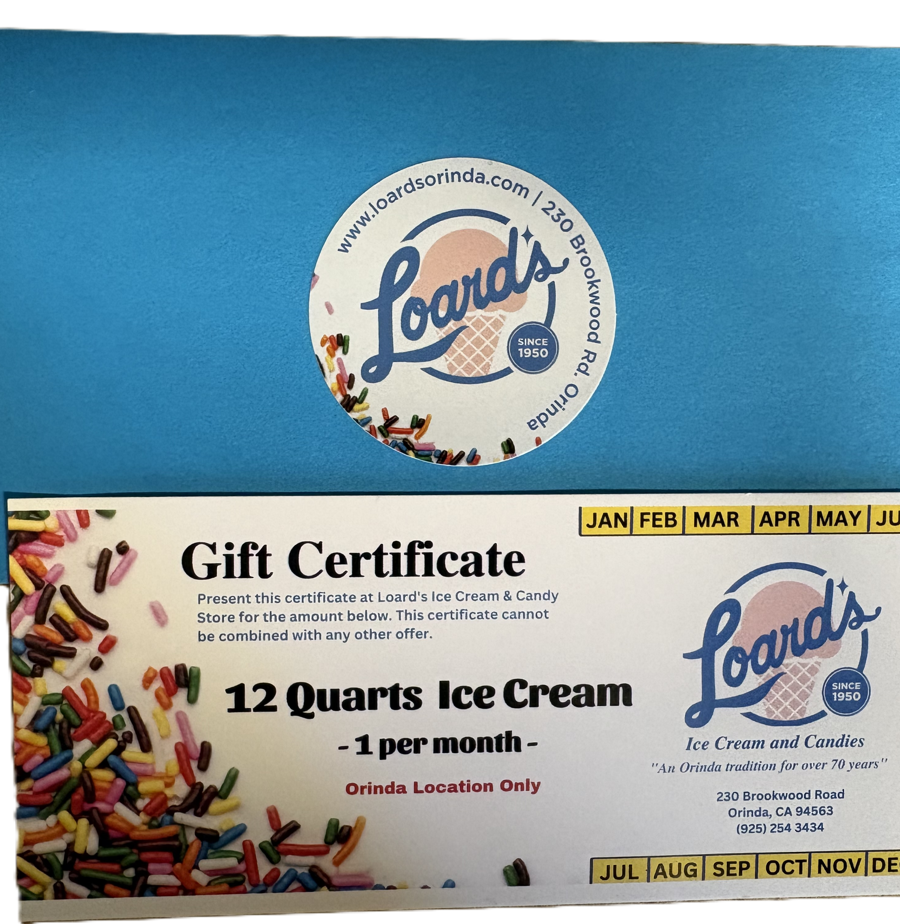 www.loardsorinda.com | 230 Brookwood Rd. Orinda
Loard's
SINCE
1950
JAN FEB MAR APR MAY JU
Gift Certificate
Present this certificate at Loard's Ice Cream & Candy
Store for the amount below. This certificate cannot
be combined with any other offer.
12 Quarts Ice Cream
- 1 per month -
Orinda Location Only
Loard's
SINCE
1950
Ice Cream and Candies
"An Orinda tradition for over 70 years"
230 Brookwood Road
Orinda, CA 94563
(925) 254 3434
JUL AUG SEP OCT NOV DE